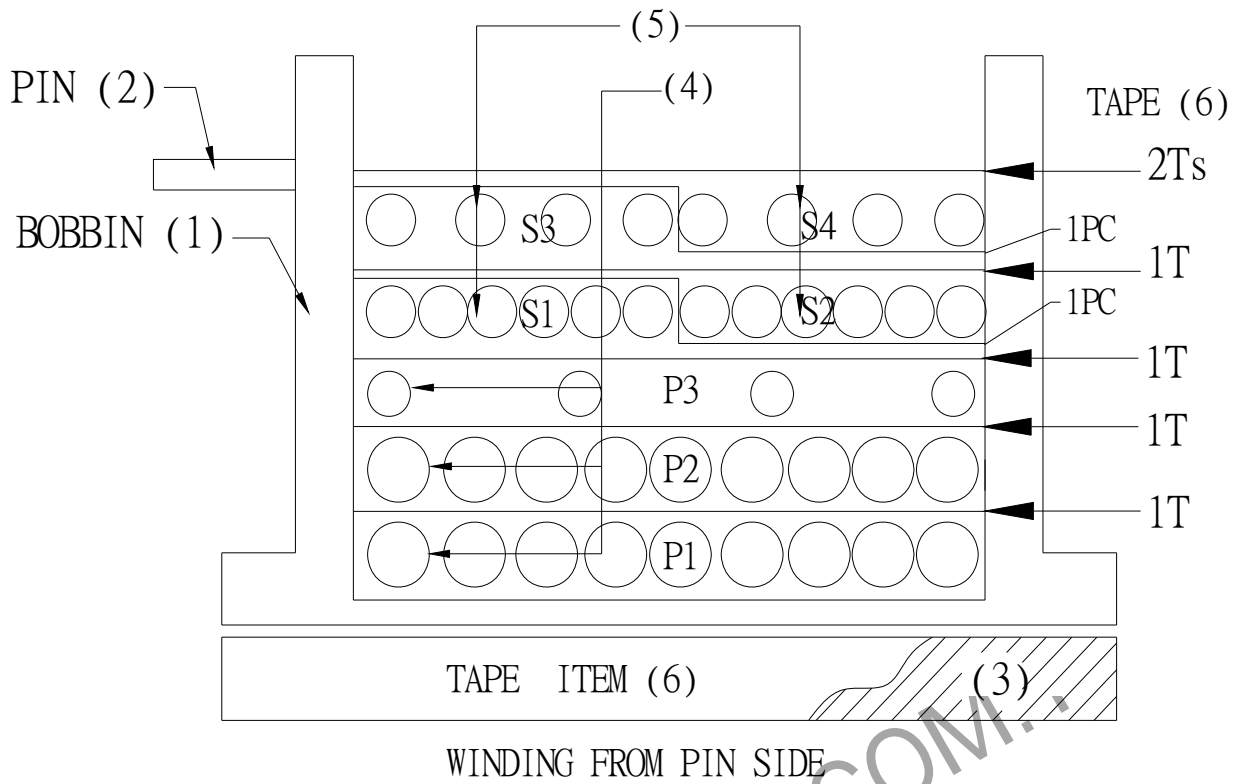 (5)
PIN (2)
(4)
TAPE (6)
2Ts
BOBBIN (1)
S3
S4
1PC
1T
S1
S2
1PC
1T
P3
1T
P2
1T
P1
TAPE ITEM (6)
(3)
COM.
WINDING FROM PIN SIDE